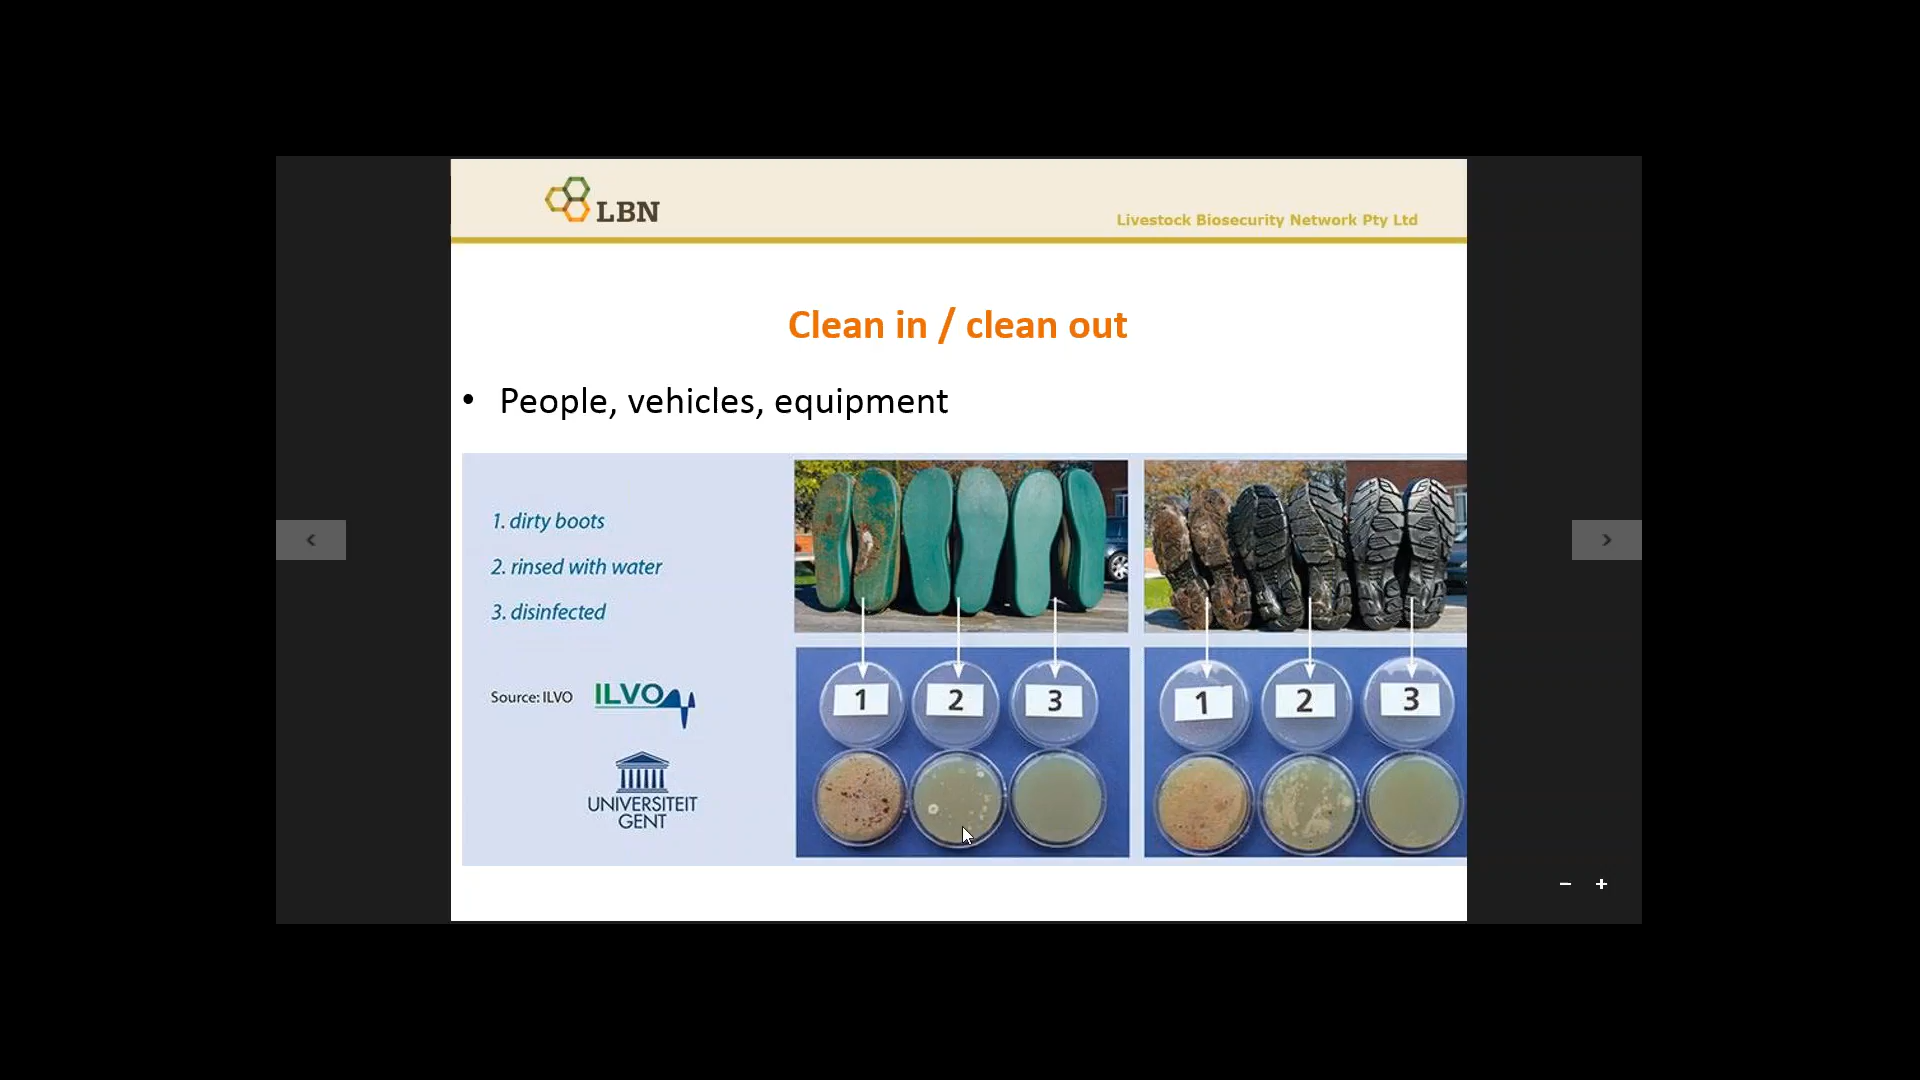 LBN
Livestock Biosecurity Network Pty Ltd
Clean in / clean out
• People, vehicles, equipment
1. dirty boots
2. rinsed with water
3. disinfected
Source: ILVO ILVO
UNIVERSITEIT
GENT
1 2 3
1 2 3